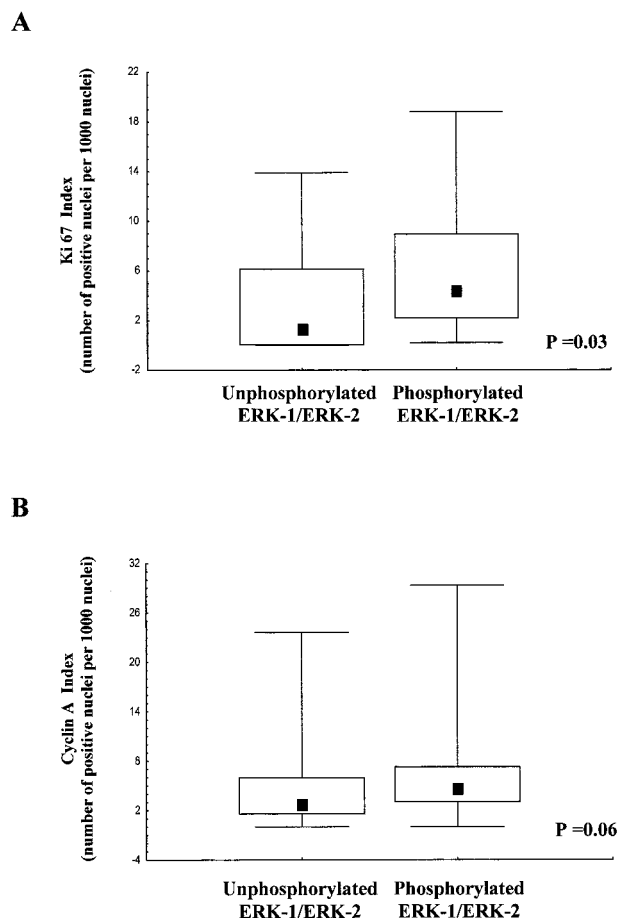 A
Ki 67 Index
(number of positive nuclei per 1000 nuclei)
22
18
14
10
6
2
-2
P =0.03
Unphosphorylated
ERK-1/ERK-2
Phosphorylated
ERK-1/ERK-2
B
Cyclin A Index
(number of positive nuclei per 1000 nuclei)
32
26
20
14
8
2
-4
P =0.06
Unphosphorylated
ERK-1/ERK-2
Phosphorylated
ERK-1/ERK-2